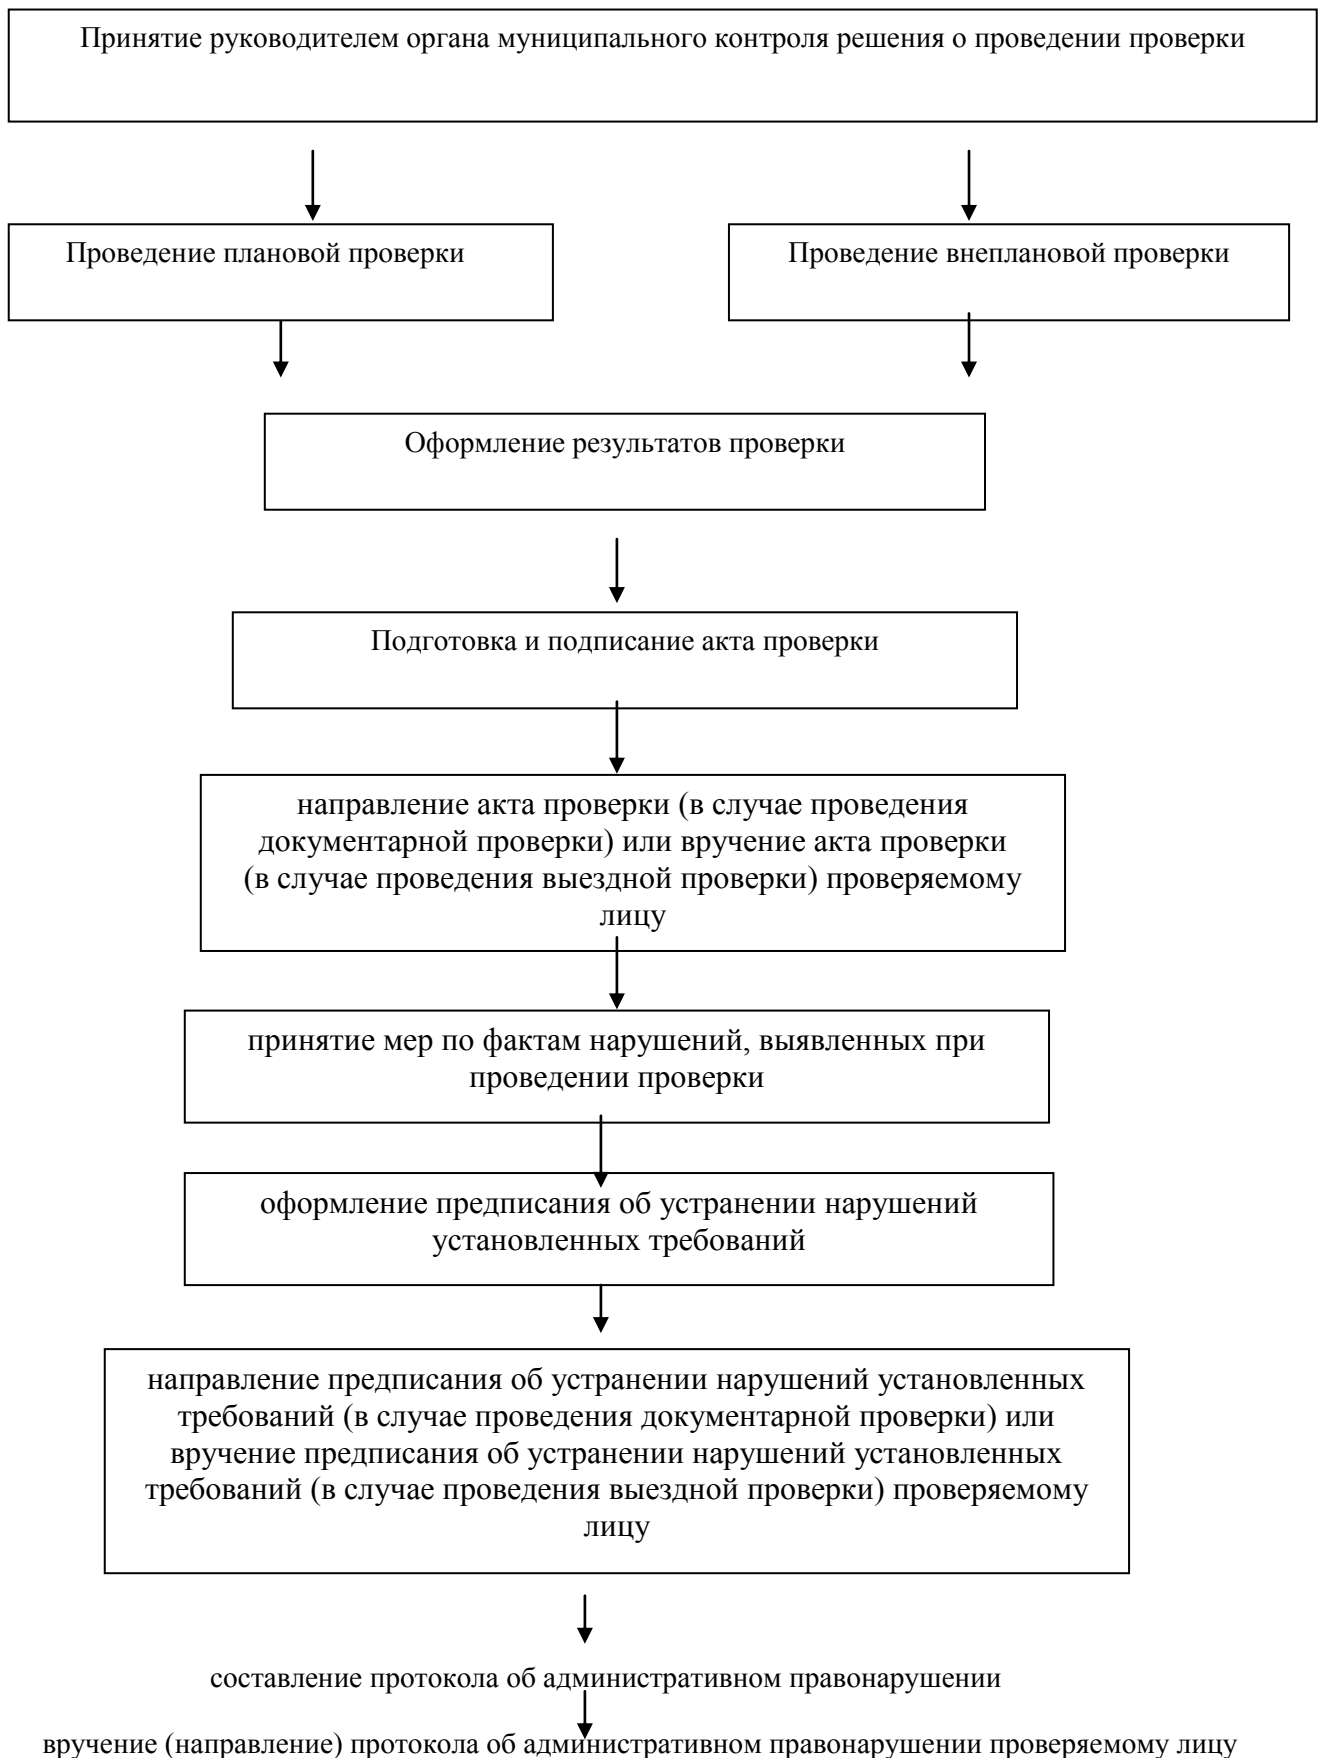 Принятие руководителем органа муниципального контроля решения о проведении проверки
Проведение плановой проверки
Проведение внеплановой проверки
Оформление результатов проверки
Подготовка и подписание акта проверки
направление акта проверки (в случае проведения
документарной проверки) или вручение акта проверки
(в случае проведения выездной проверки) проверяемому
лицу
принятие мер по фактам нарушений, выявленных при
проведении проверки
оформление предписания об устранении нарушений
установленных требований
направление предписания об устранении нарушений установленных
требований (в случае проведения документарной проверки) или
вручение предписания об устранении нарушений установленных
требований (в случае проведения выездной проверки) проверяемому
лицу
составление протокола об административном правонарушении
вручение (направление) протокола об административном правонарушении проверяемому лицу